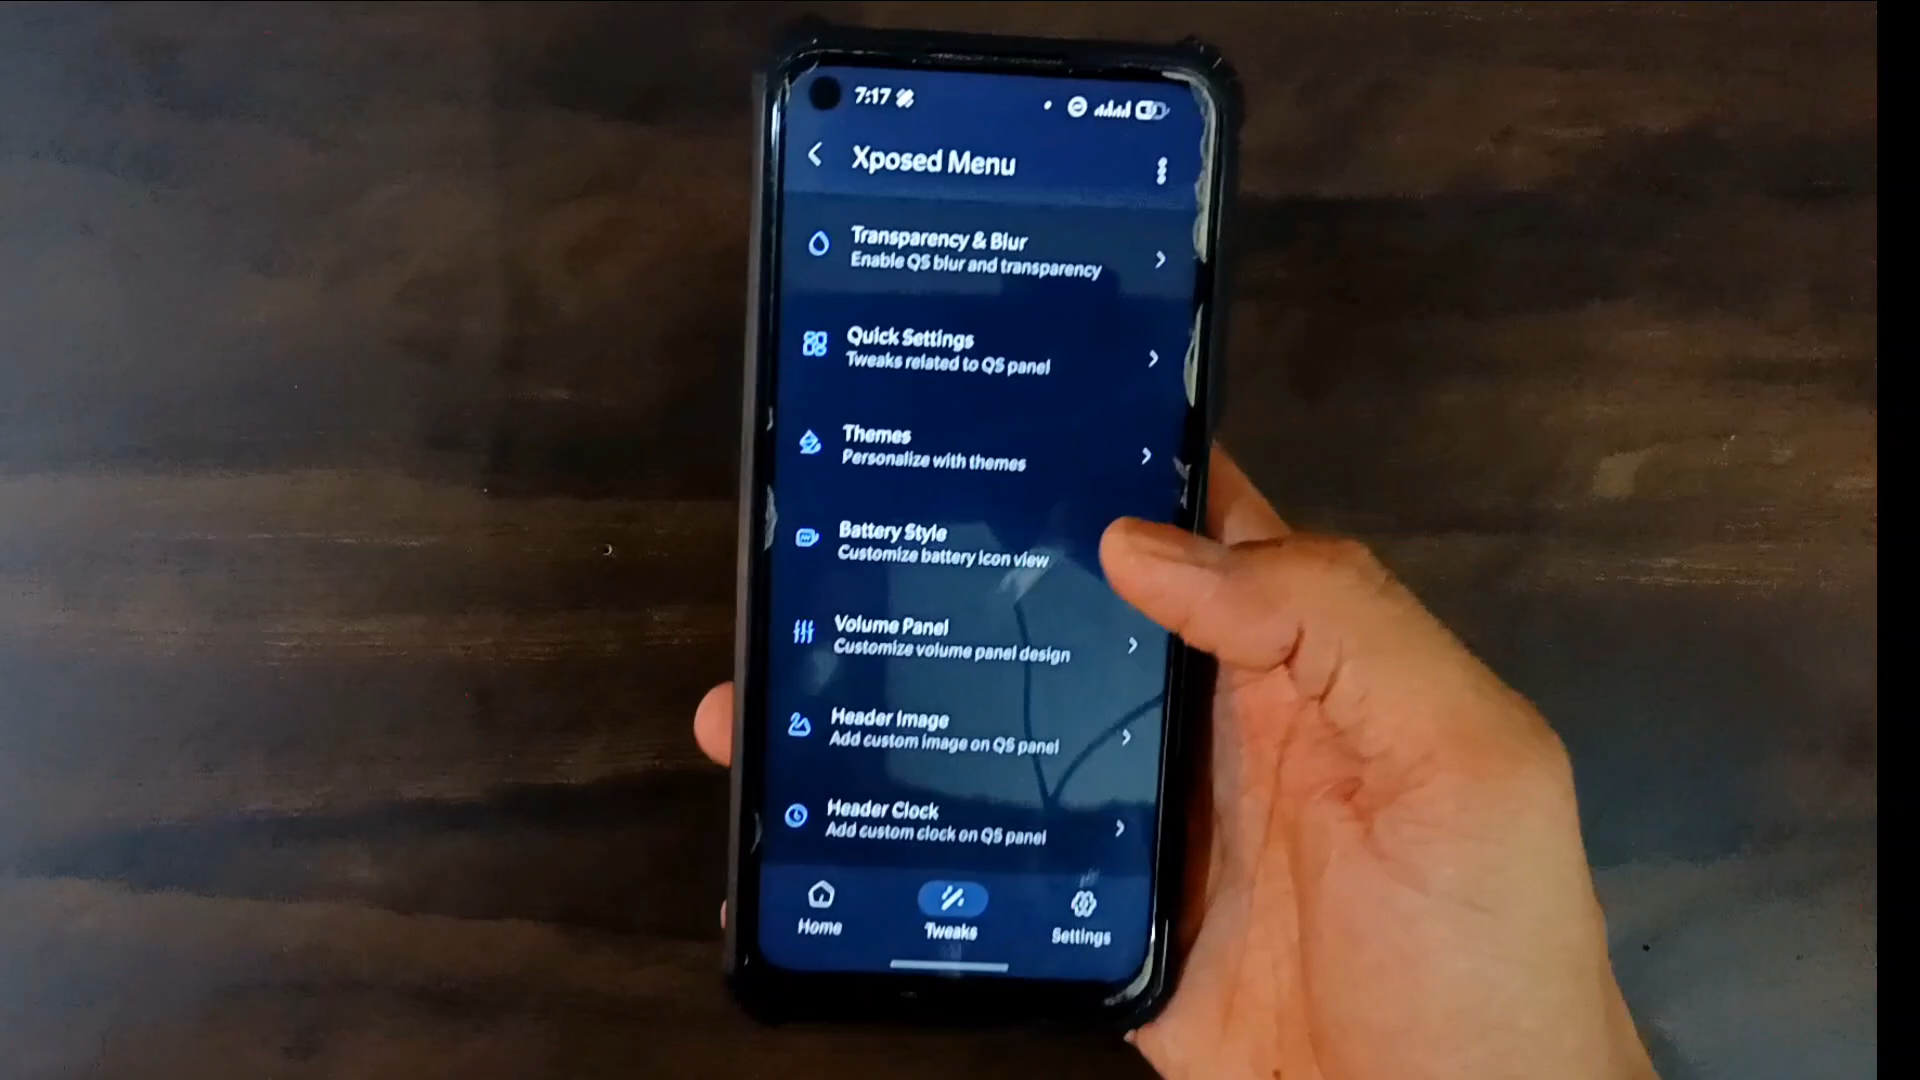 7:17
Xposed Menu
Transparency & Blur
Enable QS blur and transparency
Quick Settings
Tweaks related to QS panel
Themes
Personalize with themes
Battery Style
Customize battery icon view
Volume Panel
Customize volume panel design
Header Image
Add custom image on QS panel
Header Clock
Add custom clock on QS panel
Home
Tweaks
Settings